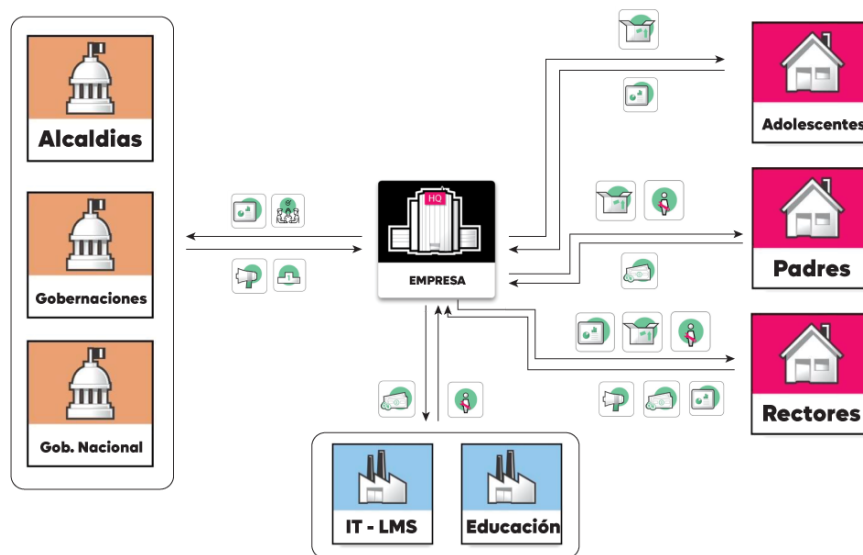 Alcaldias
Gobernaciones
Gob. Nacional
HQ
EMPRESA
Adolescentes
Padres
Rectores
IT - LMS
Educación